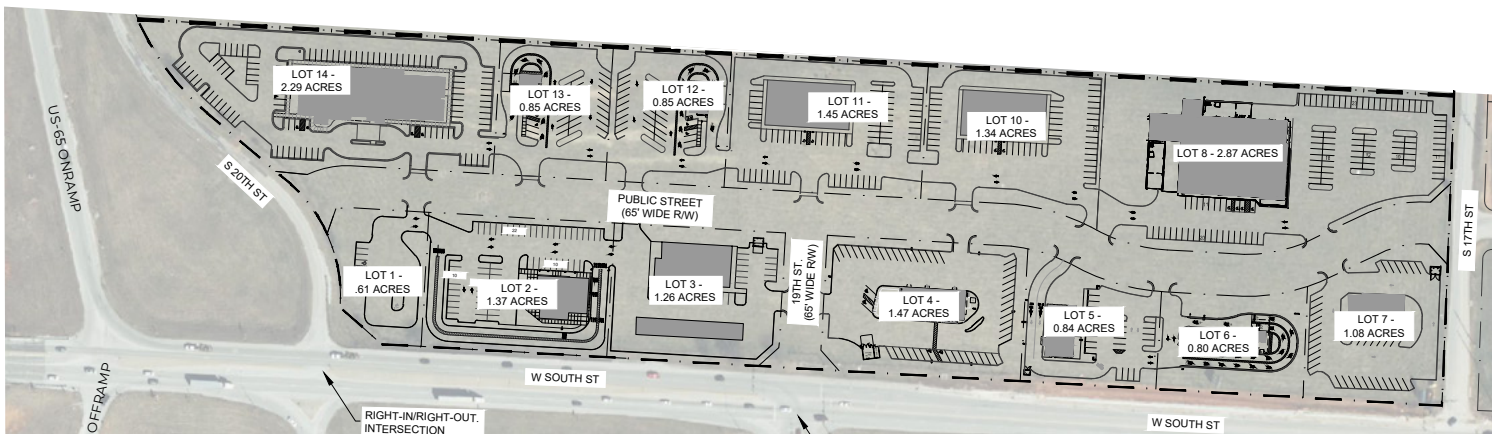 LOT 14 -
2.29 ACRES
LOT 13 -
0.85 ACRES
LOT 12 -
0.85 ACRES
LOT 11 -
1.45 ACRES
LOT 10 -
1.34 ACRES
LOT 8 - 2.87 ACRES
US-65 ONRAMP
S 20TH ST
PUBLIC STREET
(65' WIDE R/W)
19TH ST.
(65' WIDE R/W)
S 17TH ST
22
10
10
LOT 1 -
.61 ACRES
LOT 2 -
1.37 ACRES
LOT 3 -
1.26 ACRES
LOT 4 -
1.47 ACRES
LOT 5 -
0.84 ACRES
LOT 6 -
0.80 ACRES
LOT 7 -
1.08 ACRES
W SOUTH ST
W SOUTH ST
OFFRAMP
RIGHT-IN/RIGHT-OUT.
INTERSECTION